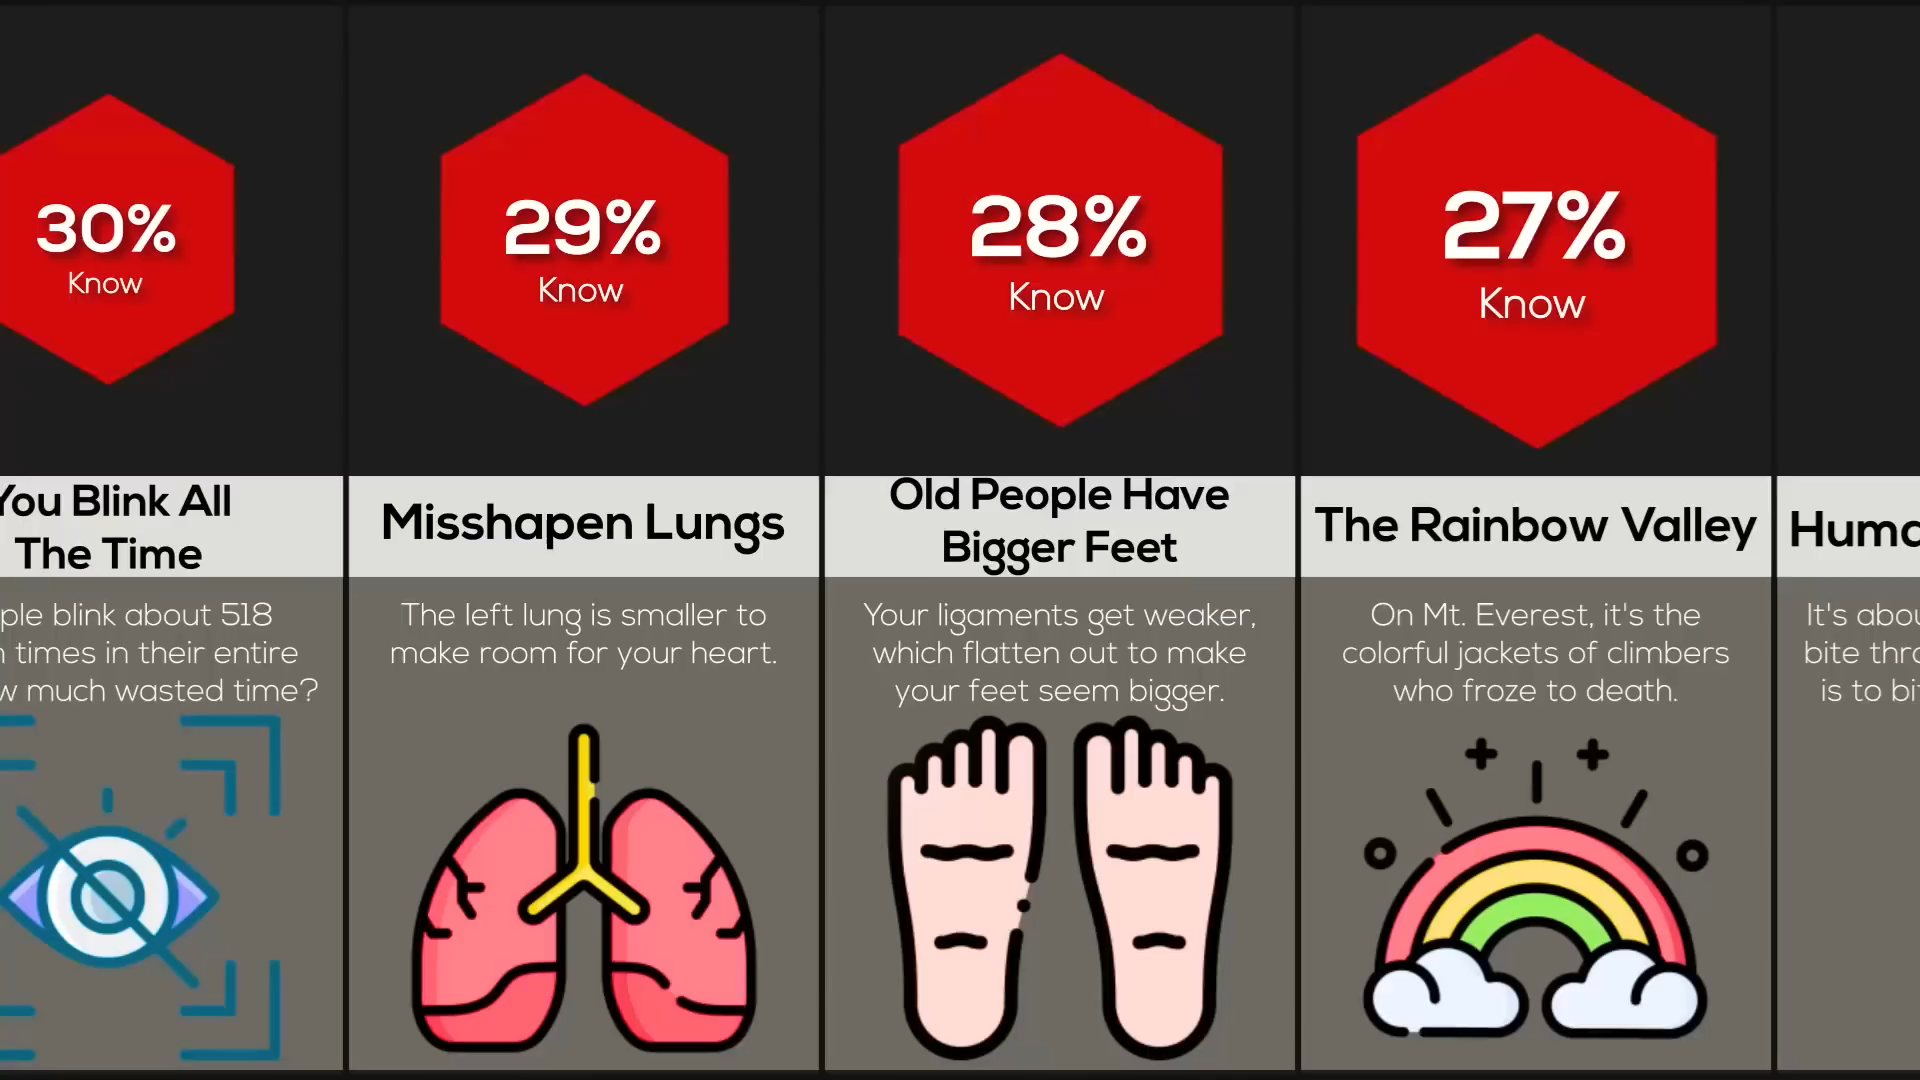 30%
Know
You Blink All
The Time
ple blink about 518
times in their entire
w much wasted time?
29%
Know
Misshapen Lungs
The left lung is smaller to
make room for your heart.
28%
Know
Old People Have
Bigger Feet
Your ligaments get weaker,
which flatten out to make
your feet seem bigger.
27%
Know
The Rainbow Valley
On Mt. Everest, it's the
colorful jackets of climbers
who froze to death.
Huma
It's abou
bite thro
is to bit